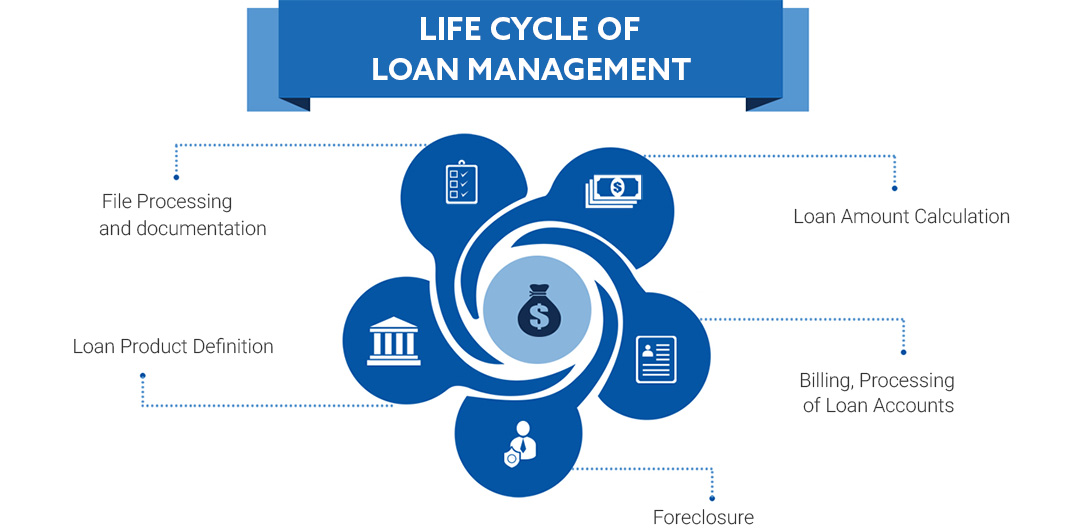 LIFE CYCLE OF
LOAN MANAGEMENT
File Processing
and documentation
Loan Amount Calculation
Loan Product Definition
Billing, Processing
of Loan Accounts
Foreclosure